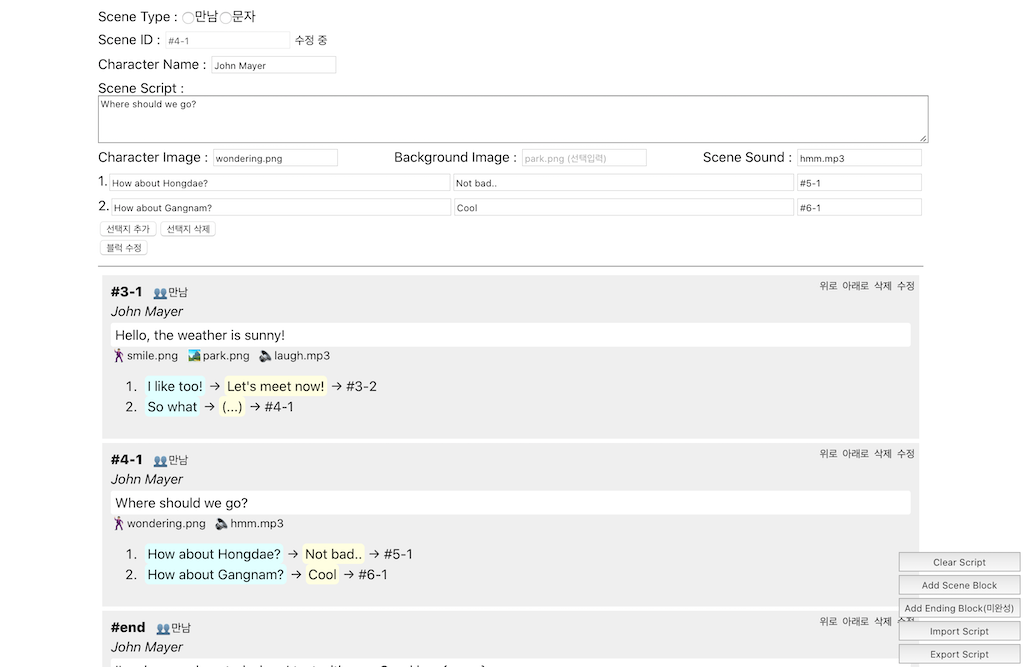 Scene Type : 만남 문자
Scene ID : #4-1 수정 중
Character Name : John Mayer
Scene Script :
Where should we go?
Character Image : wondering.png Background Image : park.png (선택입력) Scene Sound : hmm.mp3
1. How about Hongdae? Not bad.. #5-1
2. How about Gangnam? Cool #6-1
선택지 추가 선택지 삭제
블럭 수정
#3-1 만남 위로 아래로 삭제 수정
John Mayer
Hello, the weather is sunny!
smile.png park.png laugh.mp3
1. I like too! → Let's meet now! → #3-2
2. So what → (...) → #4-1
#4-1 만남 위로 아래로 삭제 수정
John Mayer
Where should we go?
wondering.png hmm.mp3
1. How about Hongdae? → Not bad.. → #5-1
2. How about Gangnam? → Cool → #6-1
Clear Script
Add Scene Block
Add Ending Block(미완성)
#end 만남 위로 아래로 삭제 수정
Import Script
John Mayer
Export Script